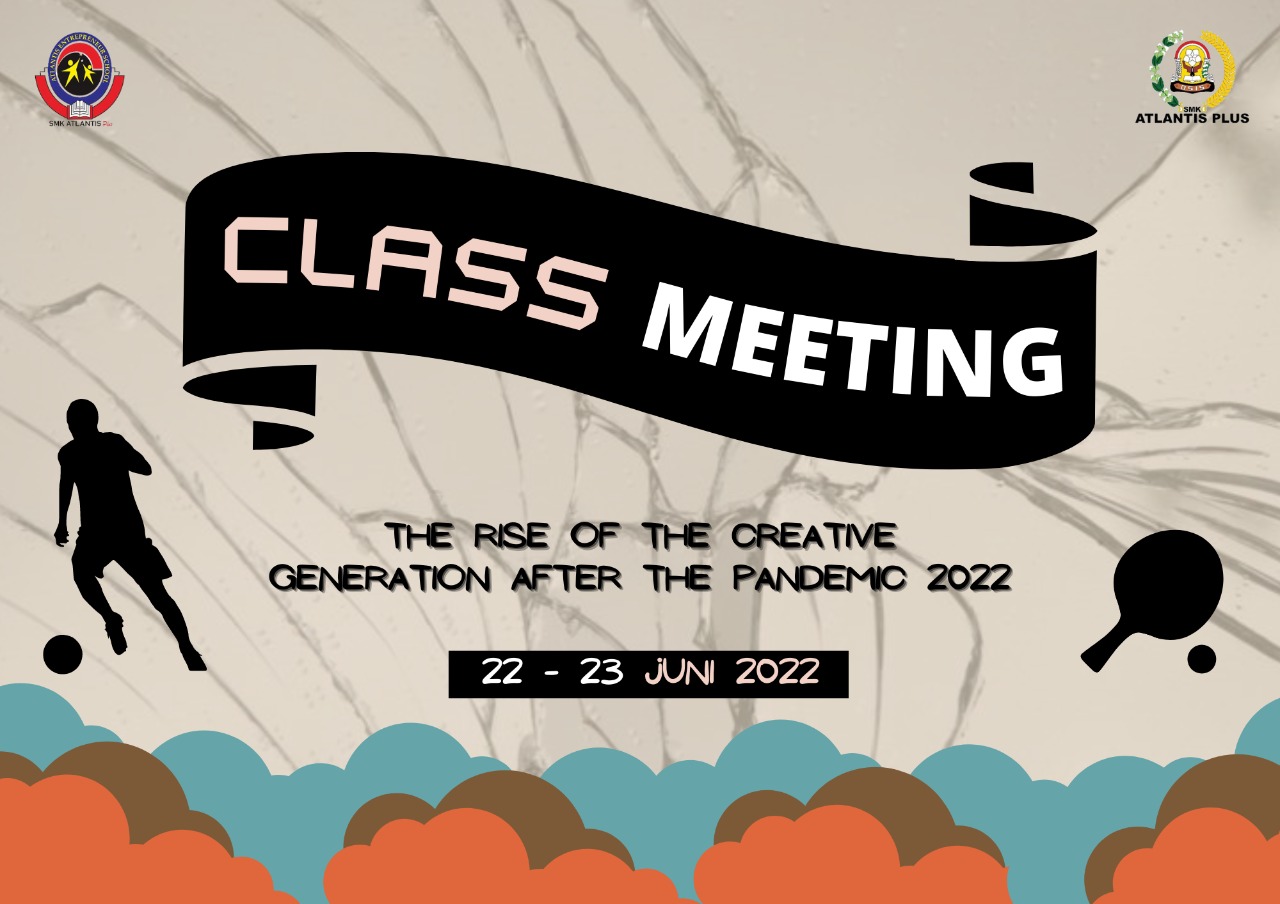 ATLANTIS ENTREPRENEUR SCHOOL
SMK ATLANTIS Plus
OSIS
SMK
ATLANTIS PLUS
CLASS MEETING
THE RISE OF THE CREATIVE
GENERATION AFTER THE PANDEMIC 2022
22 - 23 JUNI 2022